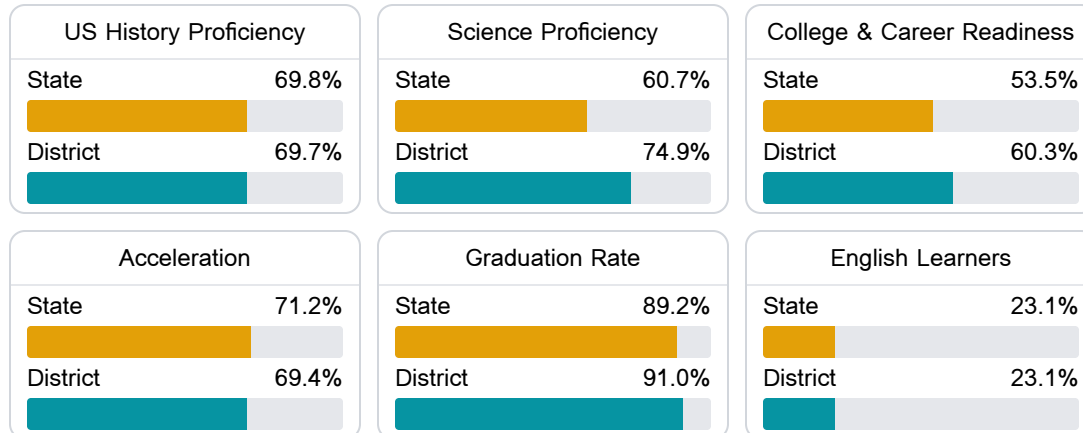 US History Proficiency
State 69.8%
District 69.7%
Science Proficiency
State 60.7%
District 74.9%
College & Career Readiness
State 53.5%
District 60.3%
Acceleration
State 71.2%
District 69.4%
Graduation Rate
State 89.2%
District 91.0%
English Learners
State 23.1%
District 23.1%